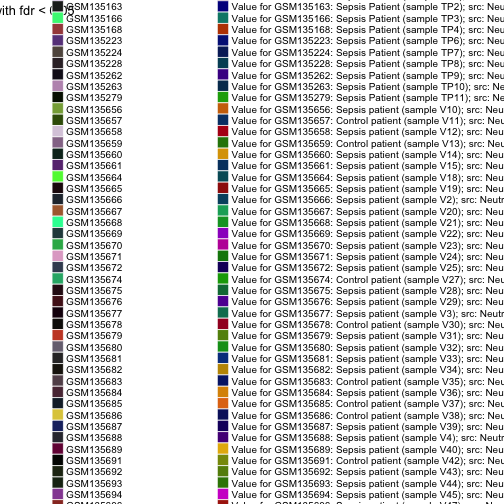 with fdr <
GSM135163 Value for GSM135163: Sepsis Patient (sample TP2); src: Neu
GSM135166 Value for GSM135166: Sepsis Patient (sample TP3); src: Neu
GSM135168 Value for GSM135168: Sepsis Patient (sample TP4); src: Neu
GSM135223 Value for GSM135223: Sepsis Patient (sample TP6); src: Neu
GSM135224 Value for GSM135224: Sepsis Patient (sample TP7); src: Neu
GSM135228 Value for GSM135228: Sepsis Patient (sample TP8); src: Neu
GSM135262 Value for GSM135262: Sepsis Patient (sample TP9); src: Neu
GSM135263 Value for GSM135263: Sepsis Patient (sample TP10); src: Ne
GSM135279 Value for GSM135279: Sepsis Patient (sample TP11); src: Ne
GSM135656 Value for GSM135656: Sepsis patient (sample V10); src: Neu
GSM135657 Value for GSM135657: Control patient (sample V11); src: Neu
GSM135658 Value for GSM135658: Sepsis patient (sample V12); src: Neu
GSM135659 Value for GSM135659: Control patient (sample V13); src: Neu
GSM135660 Value for GSM135660: Sepsis patient (sample V14); src: Neu
GSM135661 Value for GSM135661: Sepsis patient (sample V15); src: Neu
GSM135664 Value for GSM135664: Sepsis patient (sample V18); src: Neu
GSM135665 Value for GSM135665: Sepsis patient (sample V19); src: Neu
GSM135666 Value for GSM135666: Sepsis patient (sample V2); src: Neutr
GSM135667 Value for GSM135667: Sepsis patient (sample V20); src: Neu
GSM135668 Value for GSM135668: Sepsis patient (sample V21); src: Neu
GSM135669 Value for GSM135669: Sepsis patient (sample V22); src: Neu
GSM135670 Value for GSM135670: Sepsis patient (sample V23); src: Neu
GSM135671 Value for GSM135671: Sepsis patient (sample V24); src: Neu
GSM135672 Value for GSM135672: Sepsis patient (sample V25); src: Neu
GSM135674 Value for GSM135674: Control patient (sample V27); src: Neu
GSM135675 Value for GSM135675: Sepsis patient (sample V28); src: Neu
GSM135676 Value for GSM135676: Sepsis patient (sample V29); src: Neu
GSM135677 Value for GSM135677: Sepsis patient (sample V3); src: Neutr
GSM135678 Value for GSM135678: Control patient (sample V30); src: Neu
GSM135679 Value for GSM135679: Sepsis patient (sample V31); src: Neu
GSM135680 Value for GSM135680: Sepsis patient (sample V32); src: Neu
GSM135681 Value for GSM135681: Sepsis patient (sample V33); src: Neu
GSM135682 Value for GSM135682: Sepsis patient (sample V34); src: Neu
GSM135683 Value for GSM135683: Control patient (sample V35); src: Neu
GSM135684 Value for GSM135684: Sepsis patient (sample V36); src: Neu
GSM135685 Value for GSM135685: Control patient (sample V37); src: Neu
GSM135686 Value for GSM135686: Control patient (sample V38); src: Neu
GSM135687 Value for GSM135687: Sepsis patient (sample V39); src: Neu
GSM135688 Value for GSM135688: Sepsis patient (sample V4); src: Neutr
GSM135689 Value for GSM135689: Sepsis patient (sample V40); src: Neu
GSM135691 Value for GSM135691: Control patient (sample V42); src: Neu
GSM135692 Value for GSM135692: Sepsis patient (sample V43); src: Neu
GSM135693 Value for GSM135693: Sepsis patient (sample V44); src: Neu
GSM135694 Value for GSM135694: Sepsis patient (sample V45); src: Neu